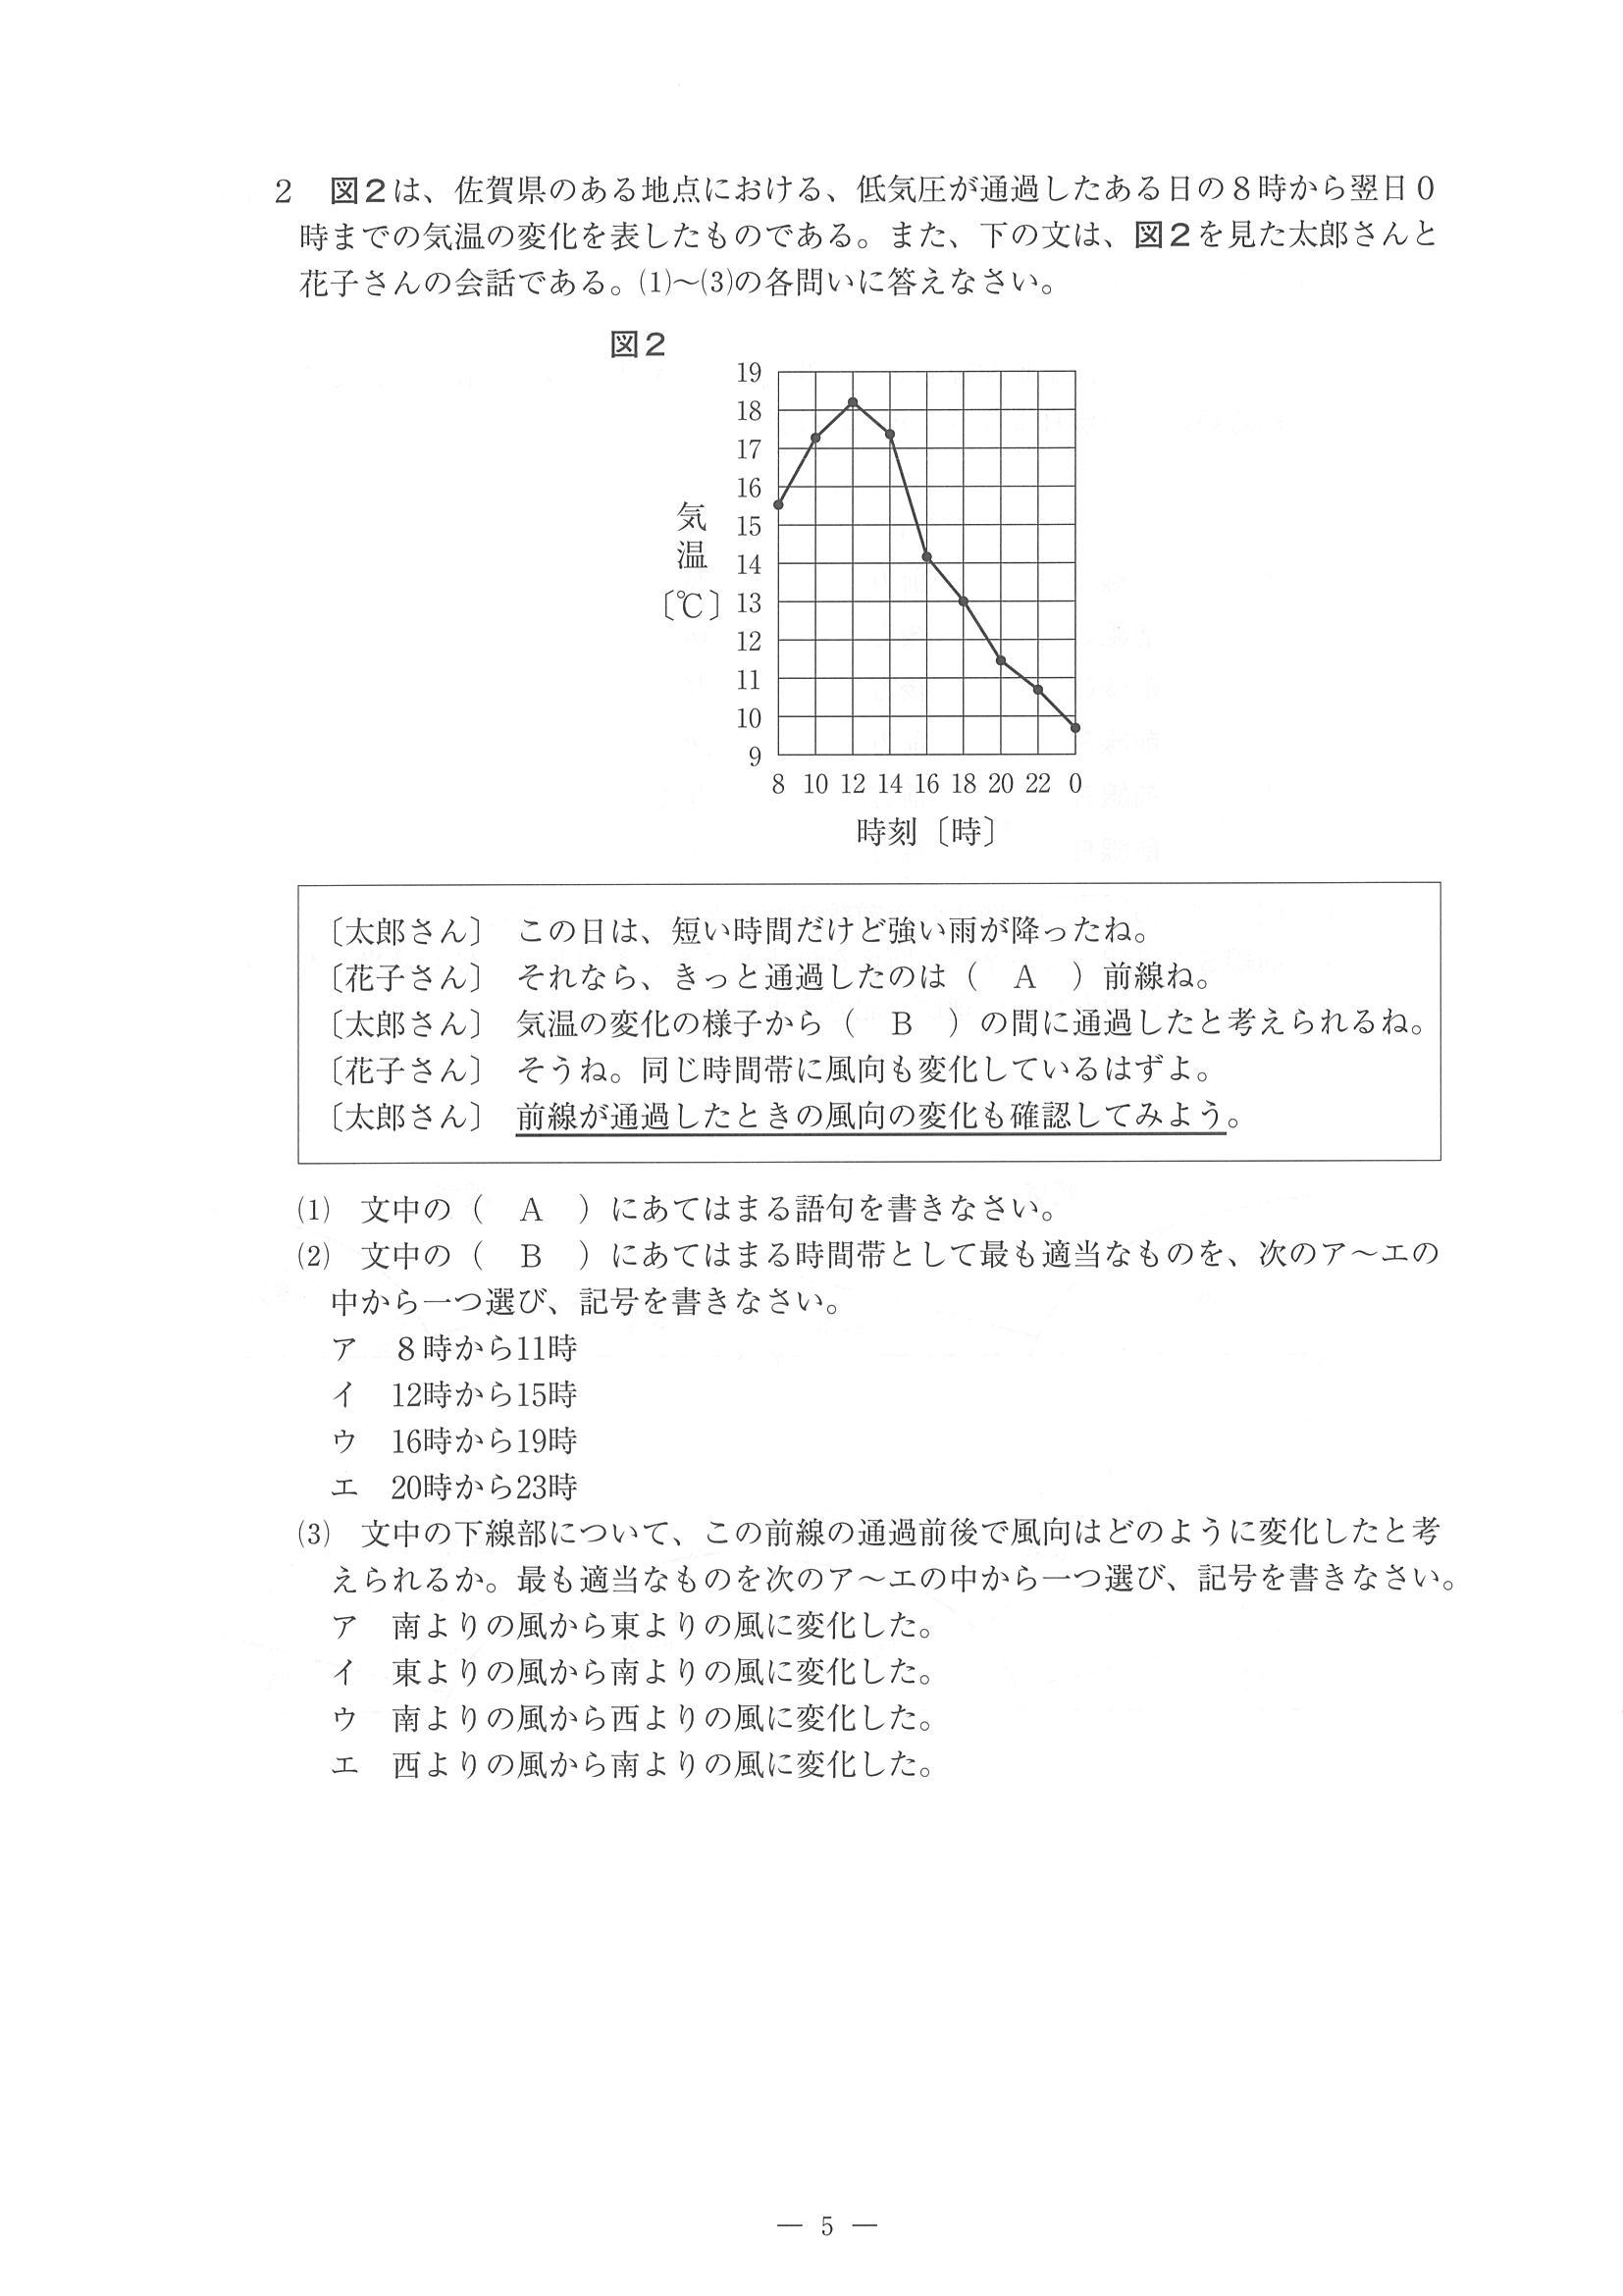 2　図2は、佐賀県のある地点における、低気圧が通過したある日の8時から翌日0
時までの気温の変化を表したものである。また、下の文は、図2を見た太郎さんと
花子さんの会話である。⑴～⑶の各問いに答えなさい。
図2
19
18
17
16
15
14
13
12
11
10
9
気温〔℃〕
8 10 12 14 16 18 20 22 0
時刻〔時〕
〔太郎さん〕 この日は、短い時間だけど強い雨が降ったね。
〔花子さん〕 それなら、きっと通過したのは（　A　）前線ね。
〔太郎さん〕 気温の変化の様子から（　B　）の間に通過したと考えられるね。
〔花子さん〕 そうね。同じ時間帯に風向も変化しているはずよ。
〔太郎さん〕 前線が通過したときの風向の変化も確認してみよう。
⑴　文中の（　A　）にあてはまる語句を書きなさい。
⑵　文中の（　B　）にあてはまる時間帯として最も適当なものを、次のア～エの
中から一つ選び、記号を書きなさい。
ア　8時から11時
イ　12時から15時
ウ　16時から19時
エ　20時から23時
⑶　文中の下線部について、この前線の通過前後で風向はどのように変化したと考
えられるか。最も適当なものを次のア～エの中から一つ選び、記号を書きなさい。
ア　南よりの風から東よりの風に変化した。
イ　東よりの風から南よりの風に変化した。
ウ　南よりの風から西よりの風に変化した。
エ　西よりの風から南よりの風に変化した。
— 5 —